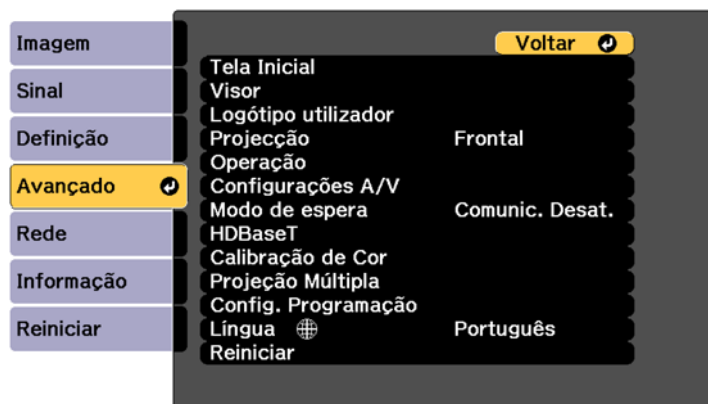 Imagem
Sinal
Definição
Avançado
Rede
Informação
Reiniciar
Voltar
Tela Inicial
Visor
Logótipo utilizador
Projecção Frontal
Operação
Configurações A/V
Modo de espera Comunic. Desat.
HDBaseT
Calibração de Cor
Projeção Múltipla
Config. Programação
Língua Português
Reiniciar